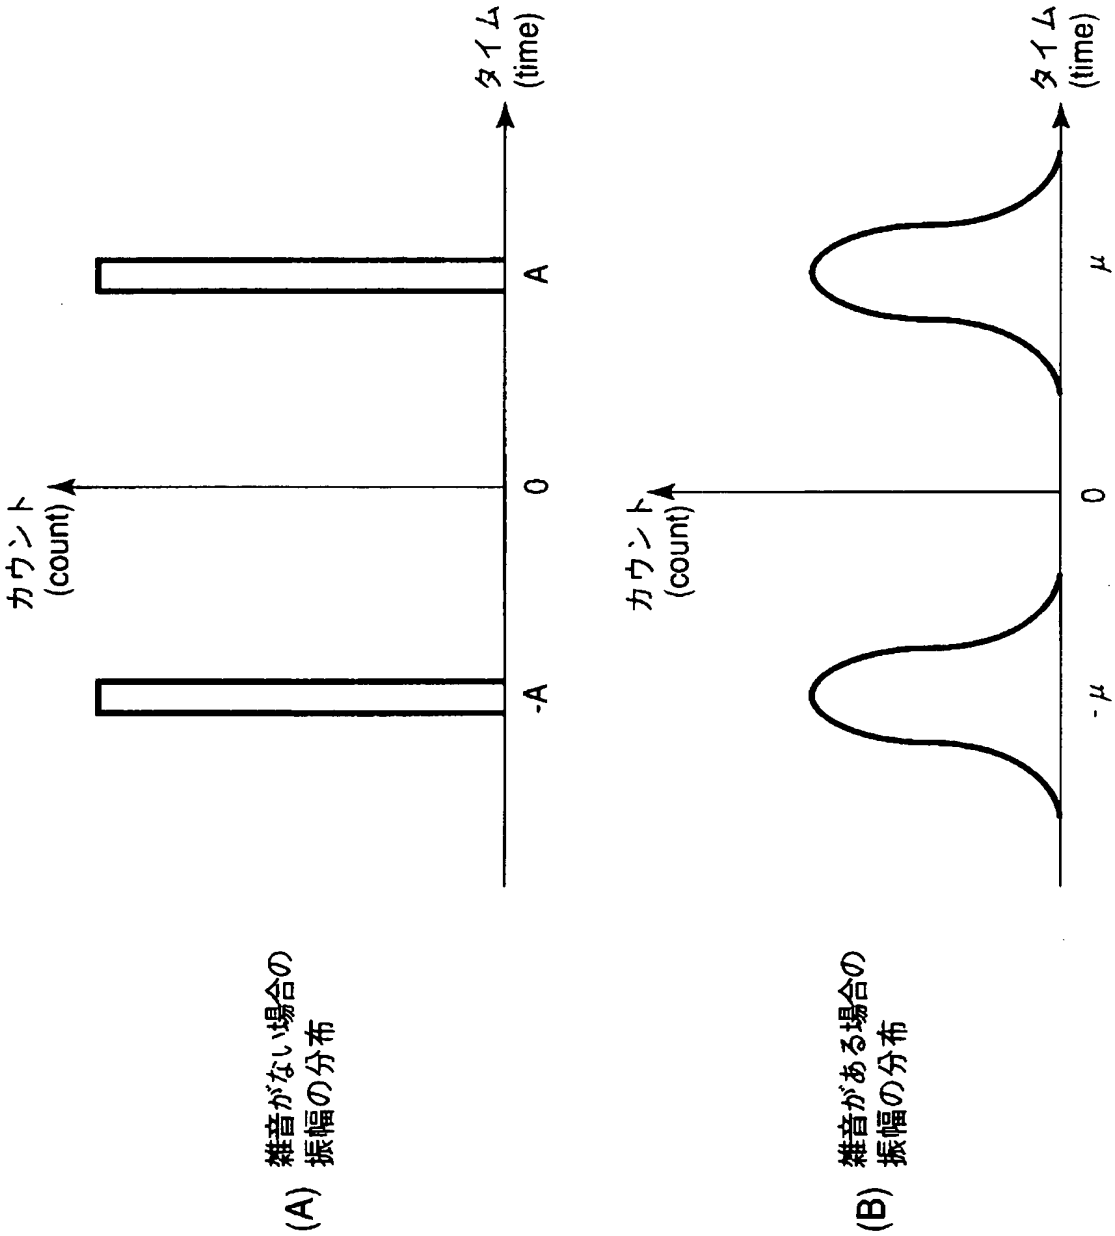 (A)
雑音がない場合の
振幅の分布
カウント
(count)
-A
0
A
タイム
(time)
(B)
雑音がある場合の
振幅の分布
カウント
(count)
-μ
0
μ
タイム
(time)